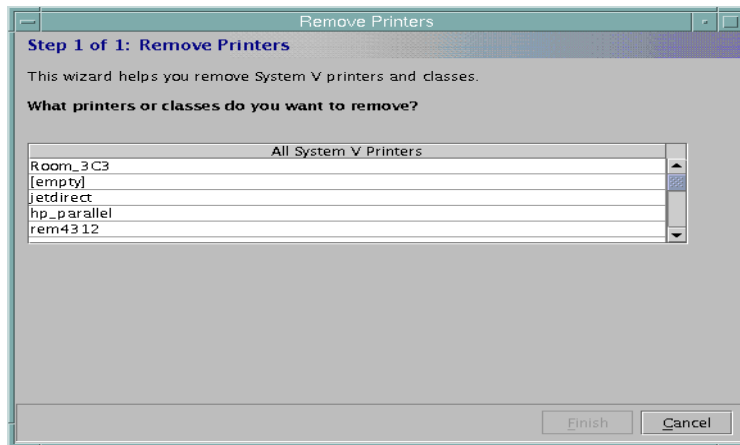 Remove Printers
Step 1 of 1: Remove Printers
This wizard helps you remove System V printers and classes.
What printers or classes do you want to remove?
All System V Printers
Room_3C3
[empty]
jetdirect
hp_parallel
rem4312
Finish Cancel